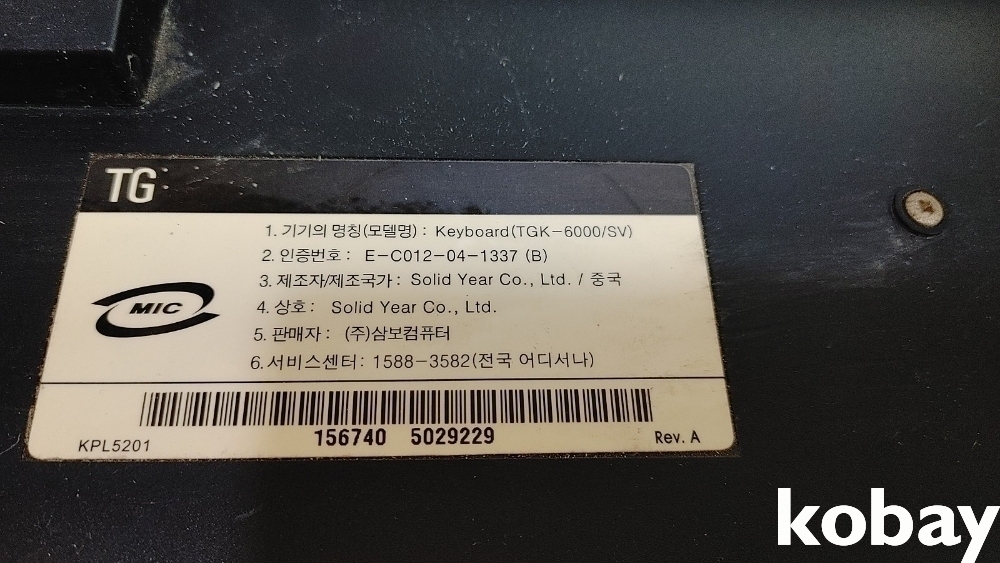 TG
1. 기기의 명칭(모델명) : Keyboard(TGK-6000/SV)
2. 인증번호 : E-C012-04-1337 (B)
3. 제조자/제조국가 : Solid Year Co., Ltd. / 중국
4. 상호 : Solid Year Co., Ltd.
5. 판매자 : (주)삼보컴퓨터
6. 서비스센터: 1588-3582(전국 어디서나)
MIC
156740 5029229
KPL5201
Rev. A
kobay